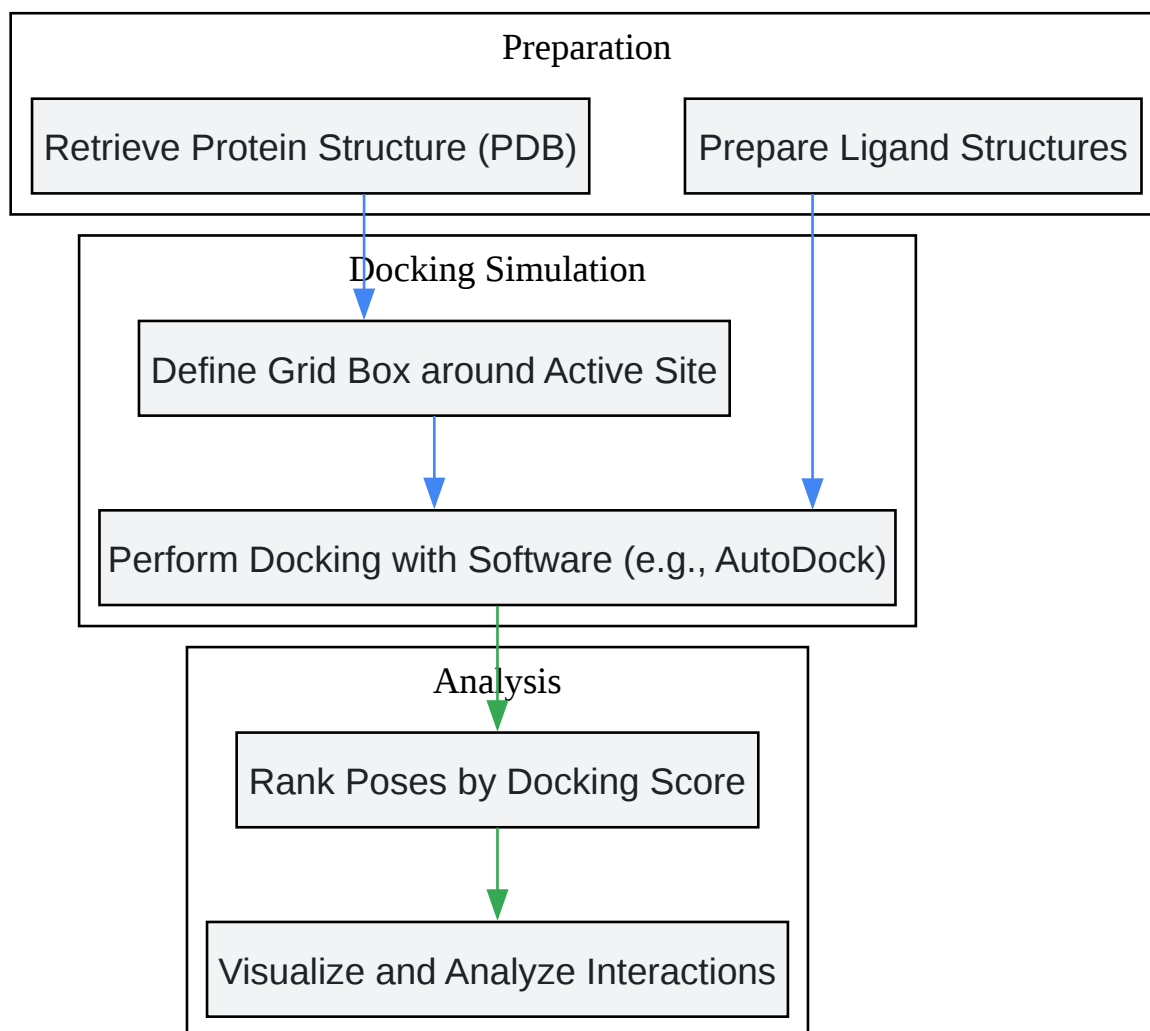 Preparation
Retrieve Protein Structure (PDB)
Prepare Ligand Structures
Docking Simulation
Define Grid Box around Active Site
Perform Docking with Software (e.g., AutoDock)
Analysis
Rank Poses by Docking Score
Visualize and Analyze Interactions